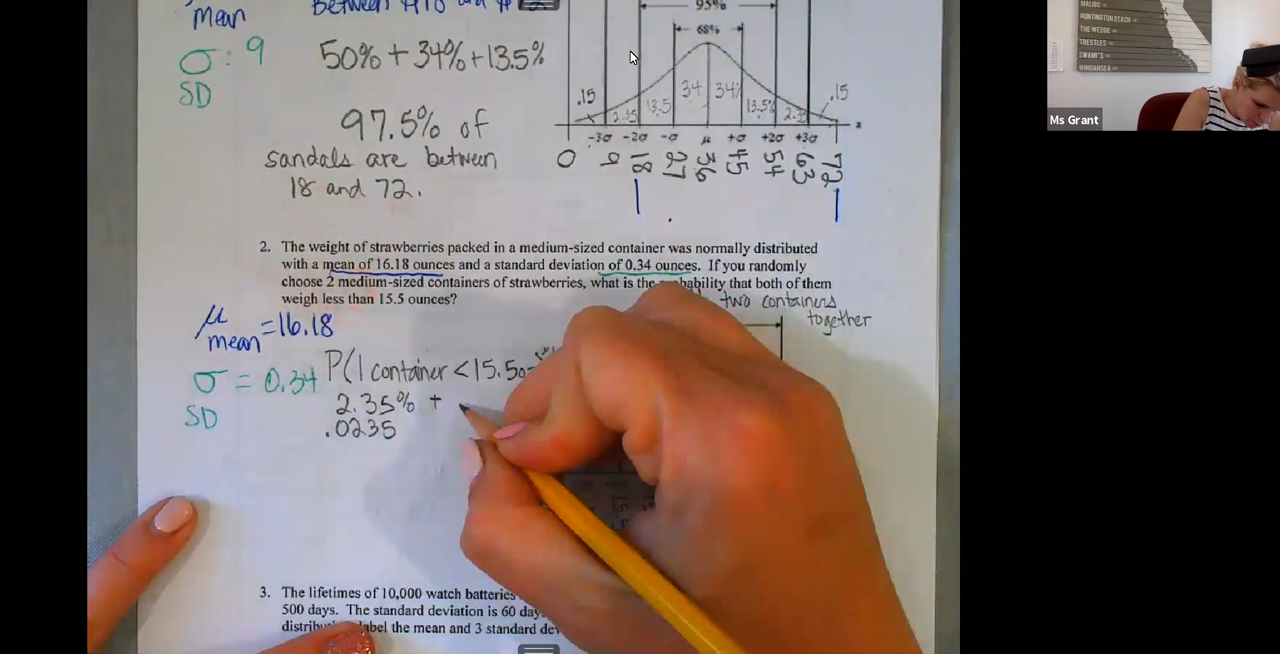 mean
Between
σ: 9
SD
50% + 34% + 13.5%
97.5% of
sandals are between
18 and 72.
95%
68%
.15 2.35 13.5 34 34% 13.5% 2.35 .15
-3σ -2σ -σ μ +σ +2σ +3σ x
0 9 18 27 36 45 54 63 72
2. The weight of strawberries packed in a medium-sized container was normally distributed
with a mean of 16.18 ounces and a standard deviation of 0.34 ounces. If you randomly
choose 2 medium-sized containers of strawberries, what is the probability that both of them
weigh less than 15.5 ounces?
two containers
together
μ
mean = 16.18
σ = 0.34
SD
P(1 container < 15.5
2.35% +
.0235
3. The lifetimes of 10,000 watch batteries
500 days. The standard deviation is 60
label the mean and 3 standard
MALIBU
HUNTINGTON BEACH
THE WEDGE
TRESTLES
SWAMI'S
WINDANSEA
Ms Grant